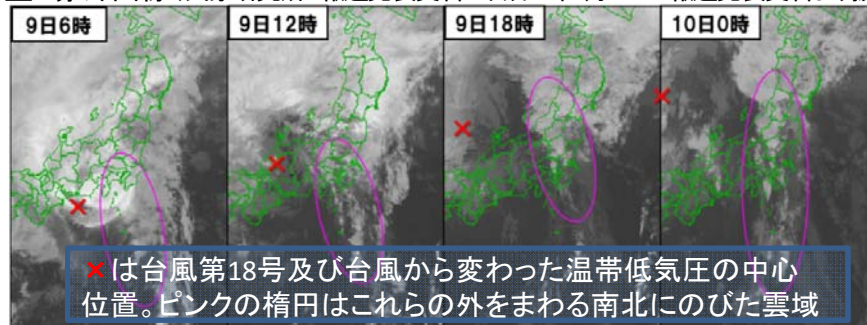 9日6時
9日12時
9日18時
10日0時
×は台風第18号及び台風から変わった温帯低気圧の中心
位置。ピンクの楕円はこれらの外をまわる南北にのびた雲域